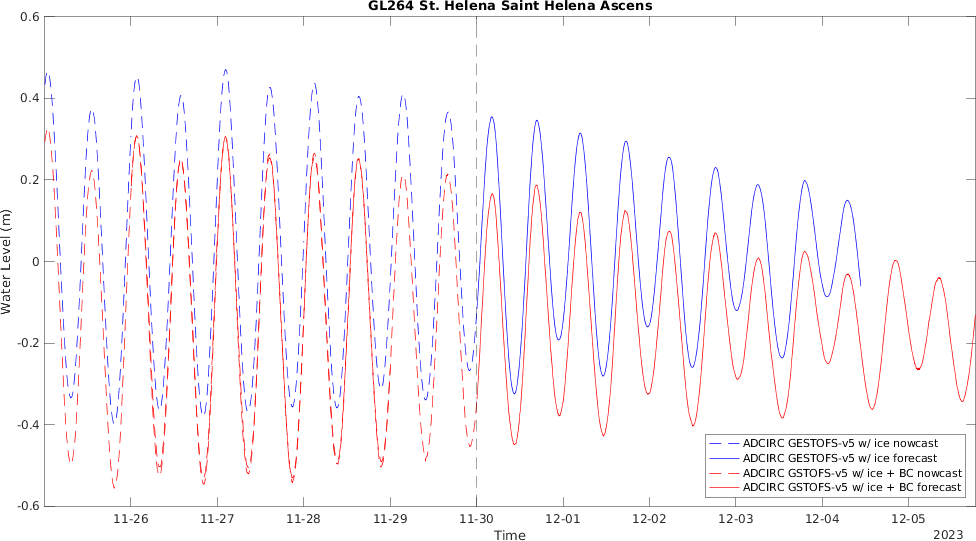 GL264 St. Helena Saint Helena Ascens
Water Level (m)
0.6
0.4
0.2
0
-0.2
-0.4
-0.6
11-26 11-27 11-28 11-29 11-30 12-01 12-02 12-03 12-04 12-05
Time
2023
ADCIRC GESTOFS-v5 w/ ice nowcast
ADCIRC GESTOFS-v5 w/ ice forecast
ADCIRC GSTOFS-v5 w/ ice + BC nowcast
ADCIRC GSTOFS-v5 w/ ice + BC forecast